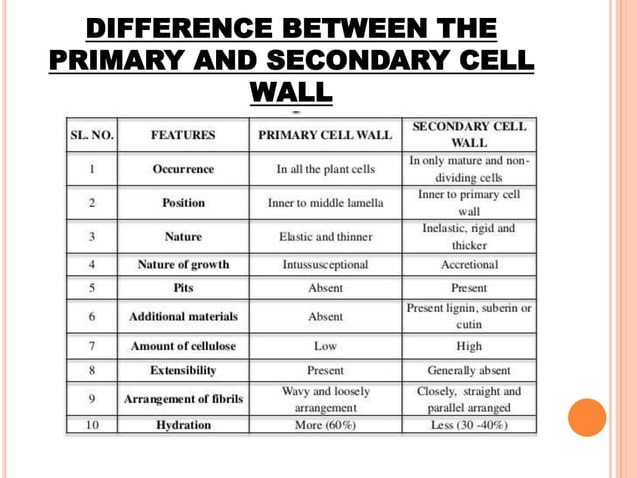 DIFFERENCE BETWEEN THE
PRIMARY AND SECONDARY CELL
WALL
SL. NO. FEATURES PRIMARY CELL WALL SECONDARY CELL WALL
1 Occurrence In all the plant cells In only mature and non-dividing cells
2 Position Inner to middle lamella Inner to primary cell wall
3 Nature Elastic and thinner Inelastic, rigid and thicker
4 Nature of growth Intussusceptional Accretional
5 Pits Absent Present
6 Additional materials Absent Present lignin, suberin or cutin
7 Amount of cellulose Low High
8 Extensibility Present Generally absent
9 Arrangement of fibrils Wavy and loosely arrangement Closely, straight and parallel arranged
10 Hydration More (60%) Less (30 -40%)